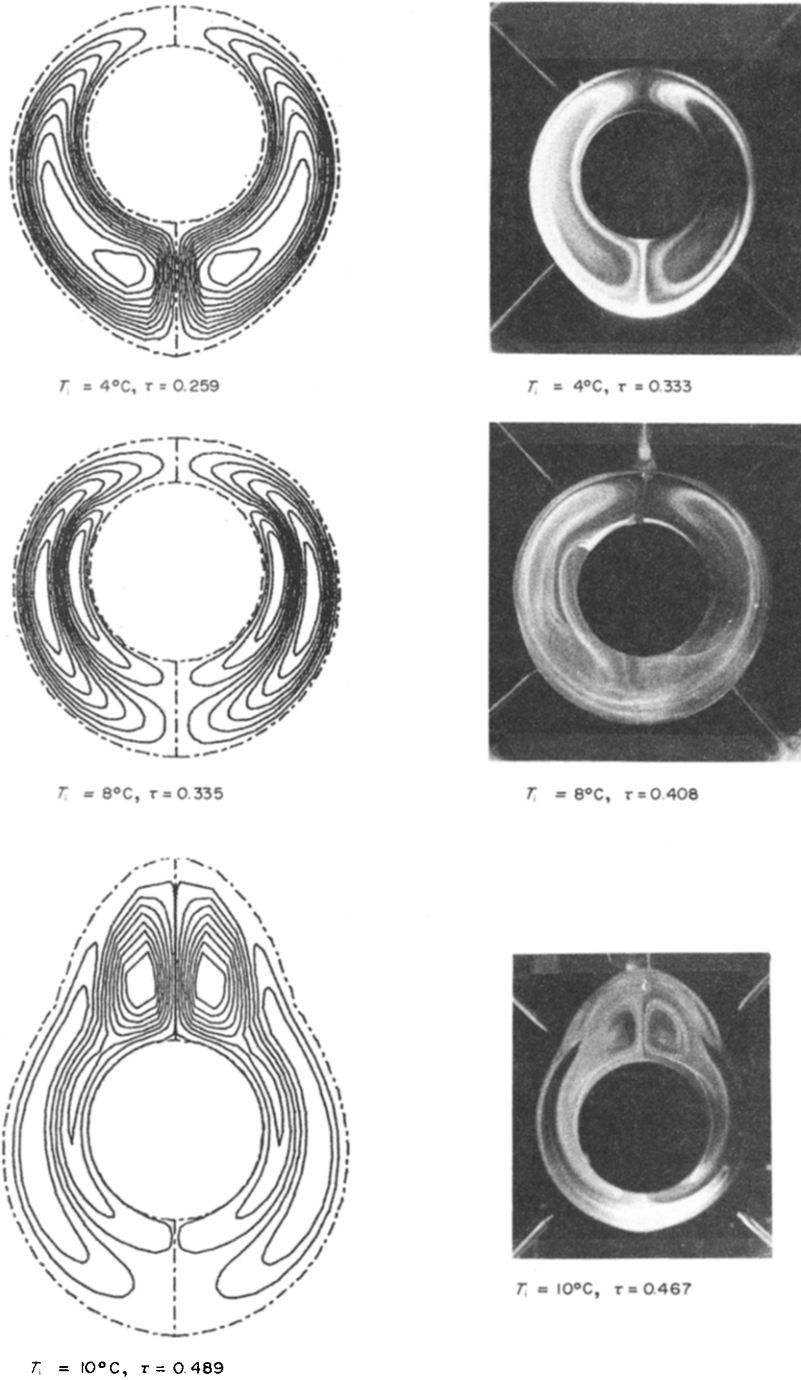 Ti = 4°C, τ = 0.259
Ti = 4°C, τ = 0.333
Ti = 8°C, τ = 0.335
Ti = 8°C, τ = 0.408
Ti = 10°C, τ = 0.467
Ti = 10°C, τ = 0.489